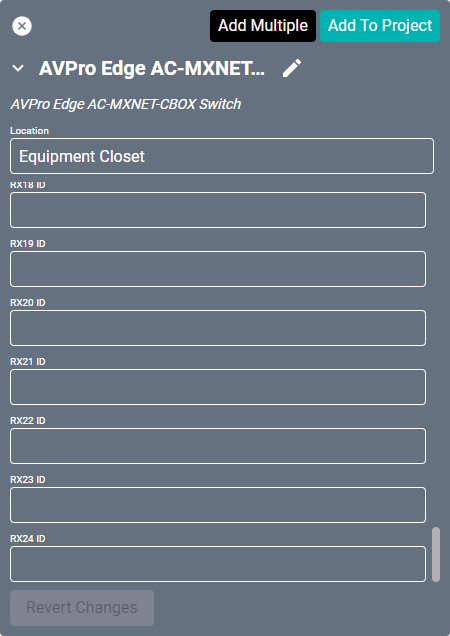 Add Multiple
Add To Project
AVPro Edge AC-MXNET...
AVPro Edge AC-MXNET-CBOX Switch
Location
Equipment Closet
RX18 ID
RX19 ID
RX20 ID
RX21 ID
RX22 ID
RX23 ID
RX24 ID
Revert Changes